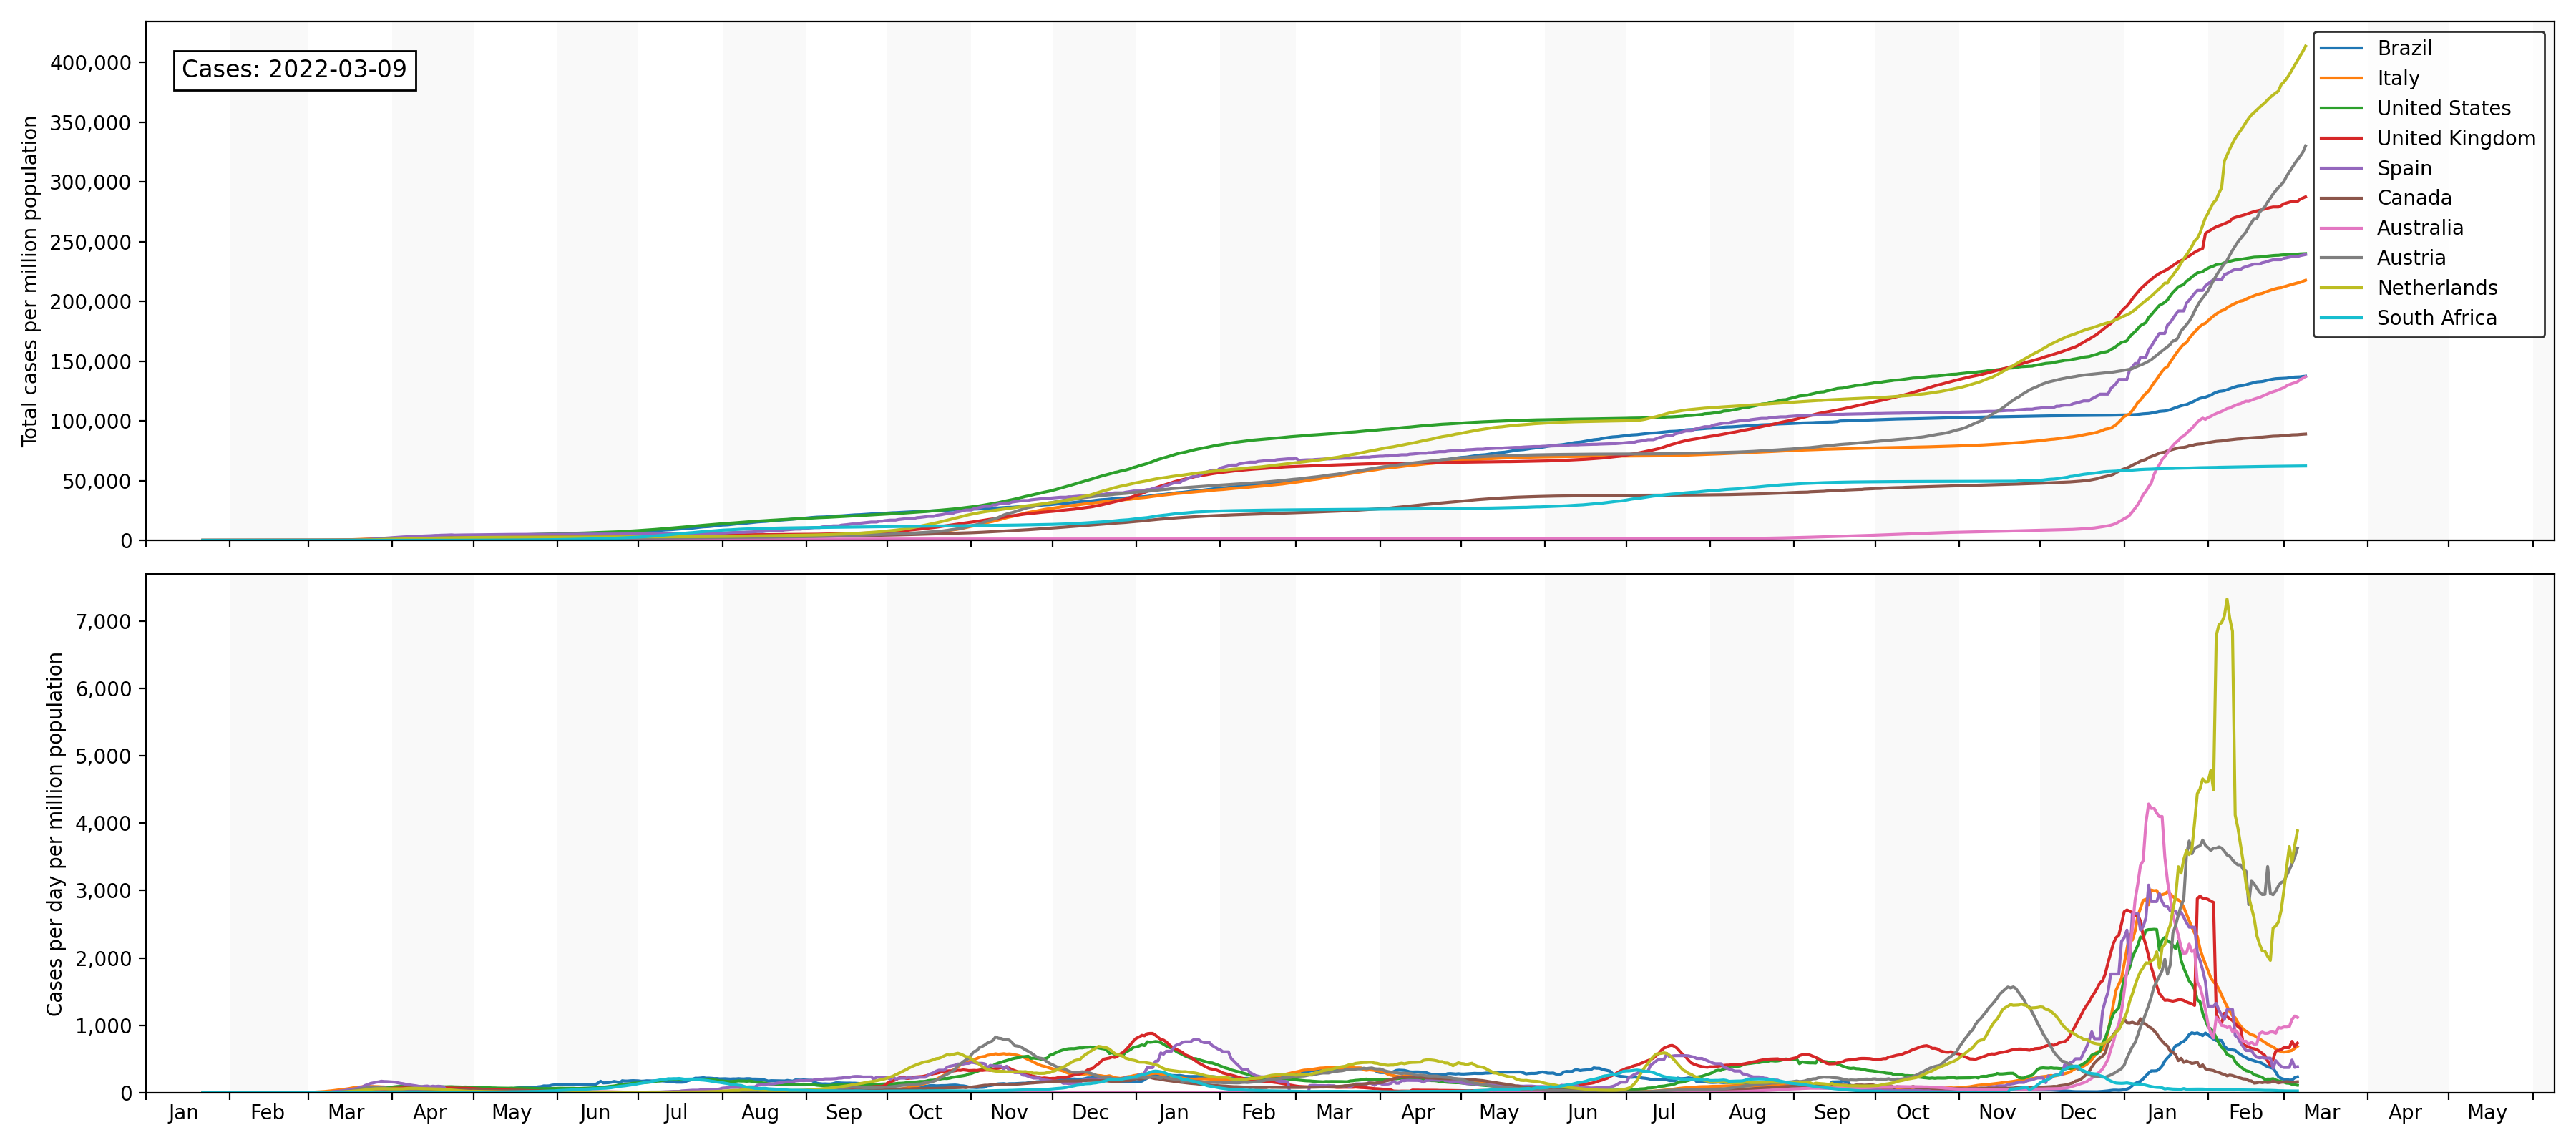 Cases: 2022-03-09
Total cases per million population
400,000
350,000
300,000
250,000
200,000
150,000
100,000
50,000
0
Brazil
Italy
United States
United Kingdom
Spain
Canada
Australia
Austria
Netherlands
South Africa
Cases per day per million population
7,000
6,000
5,000
4,000
3,000
2,000
1,000
0
Jan Feb Mar Apr May Jun Jul Aug Sep Oct Nov Dec Jan Feb Mar Apr May Jun Jul Aug Sep Oct Nov Dec Jan Feb Mar Apr May